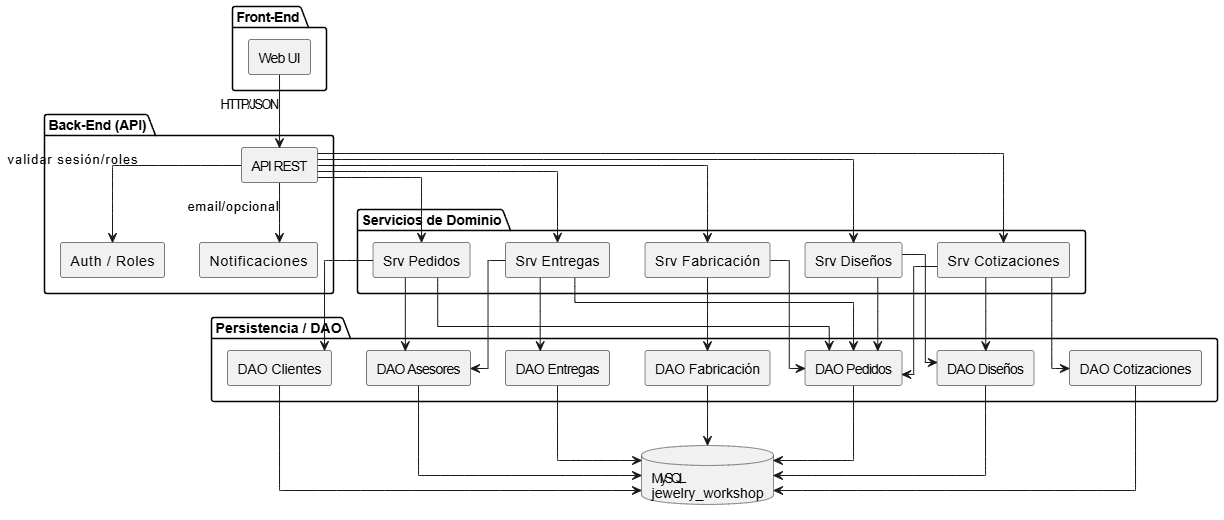 Front-End
Web UI
HTTP/JSON
Back-End (API)
validar sesión/roles
API REST
email/opcional
Servicios de Dominio
Auth / Roles
Notificaciones
Srv Pedidos
Srv Entregas
Srv Fabricación
Srv Diseños
Srv Cotizaciones
Persistencia / DAO
DAO Clientes
DAO Asesores
DAO Entregas
DAO Fabricación
DAO Pedidos
DAO Diseños
DAO Cotizaciones
MySQL
jewelry_workshop